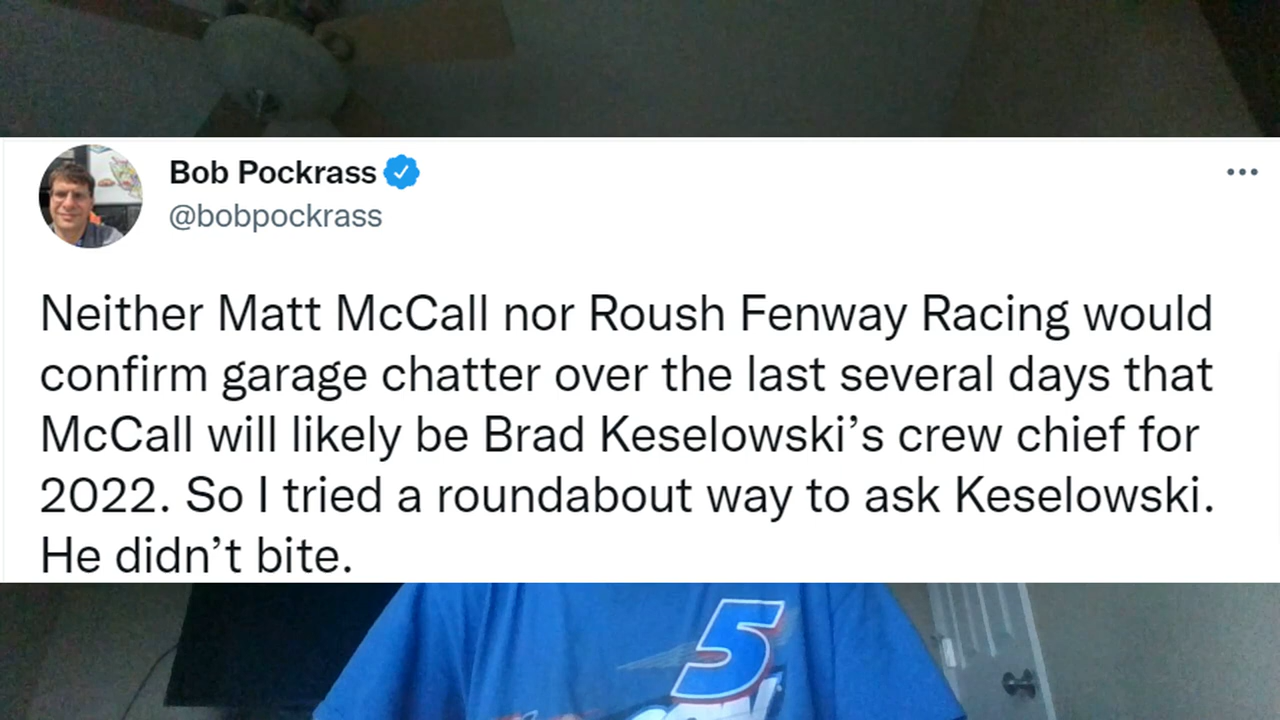 Bob Pockrass
@bobpockrass
Neither Matt McCall nor Roush Fenway Racing would
confirm garage chatter over the last several days that
McCall will likely be Brad Keselowski’s crew chief for
2022. So I tried a roundabout way to ask Keselowski.
He didn’t bite.
5